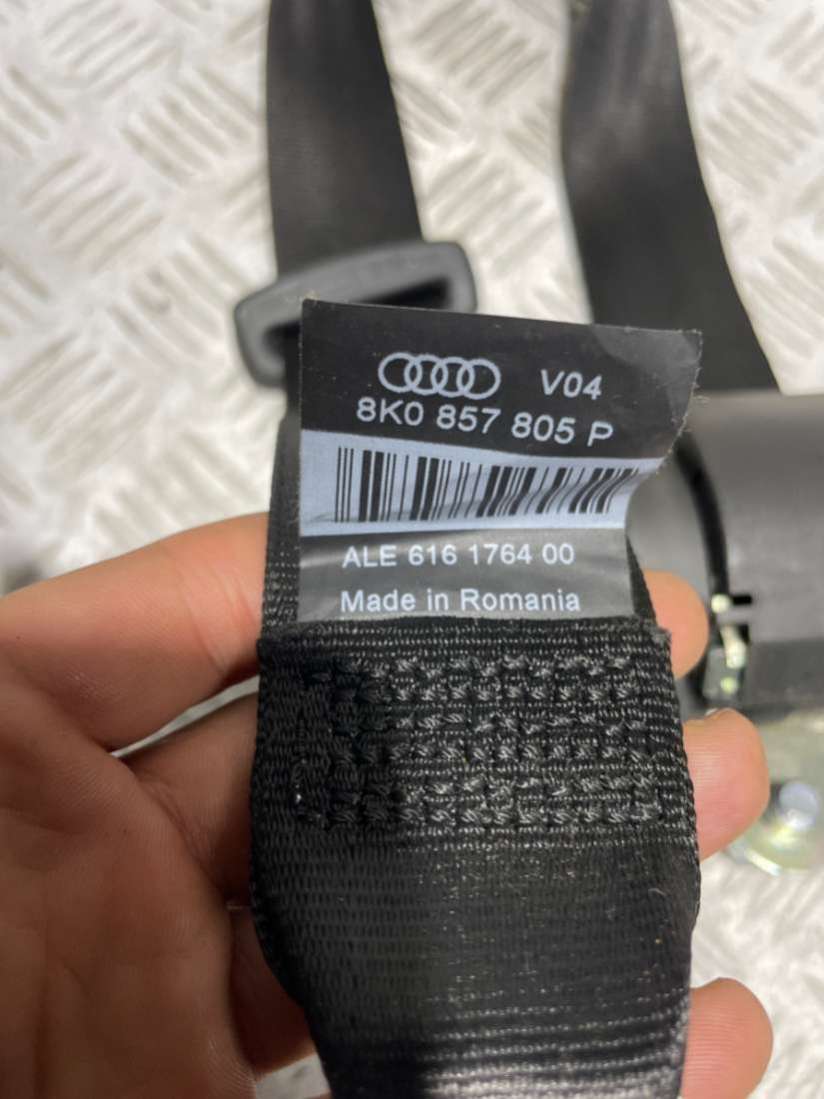 V04
8K0 857 805 P
ALE 616 1764 00
Made in Romania